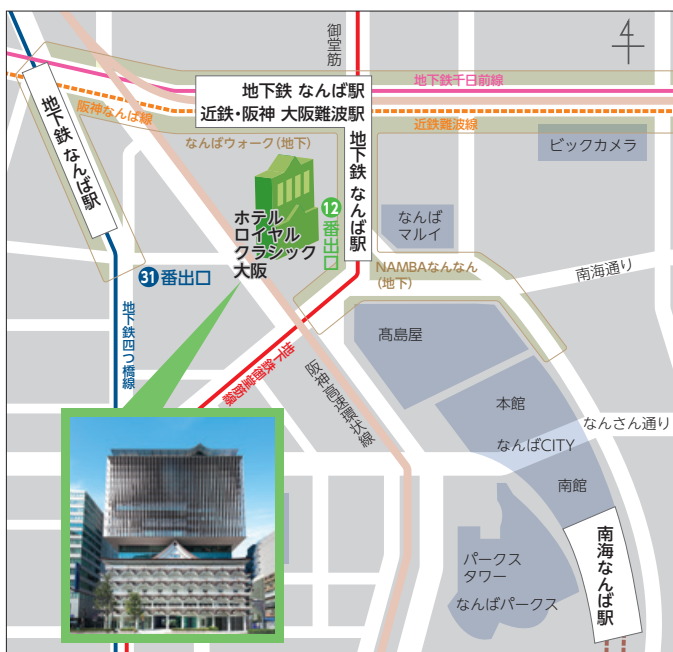 御堂筋
4
地下鉄 なんば駅
近鉄・阪神 大阪難波駅
地下鉄千日前線
阪神なんば線
近鉄難波線
地下鉄 なんば駅
なんばウォーク(地下)
地下鉄 なんば駅
ビックカメラ
12番出口
なんば
マルイ
ホテル
ロイヤル
クラシック
大阪
NAMBAなんなん
(地下)
南海通り
31番出口
地下鉄四つ橋線
髙島屋
地下鉄御堂筋線
阪神高速環状線
本館
なんさん通り
なんばCITY
南館
南海なんば駅
パークス
タワー
なんばパークス